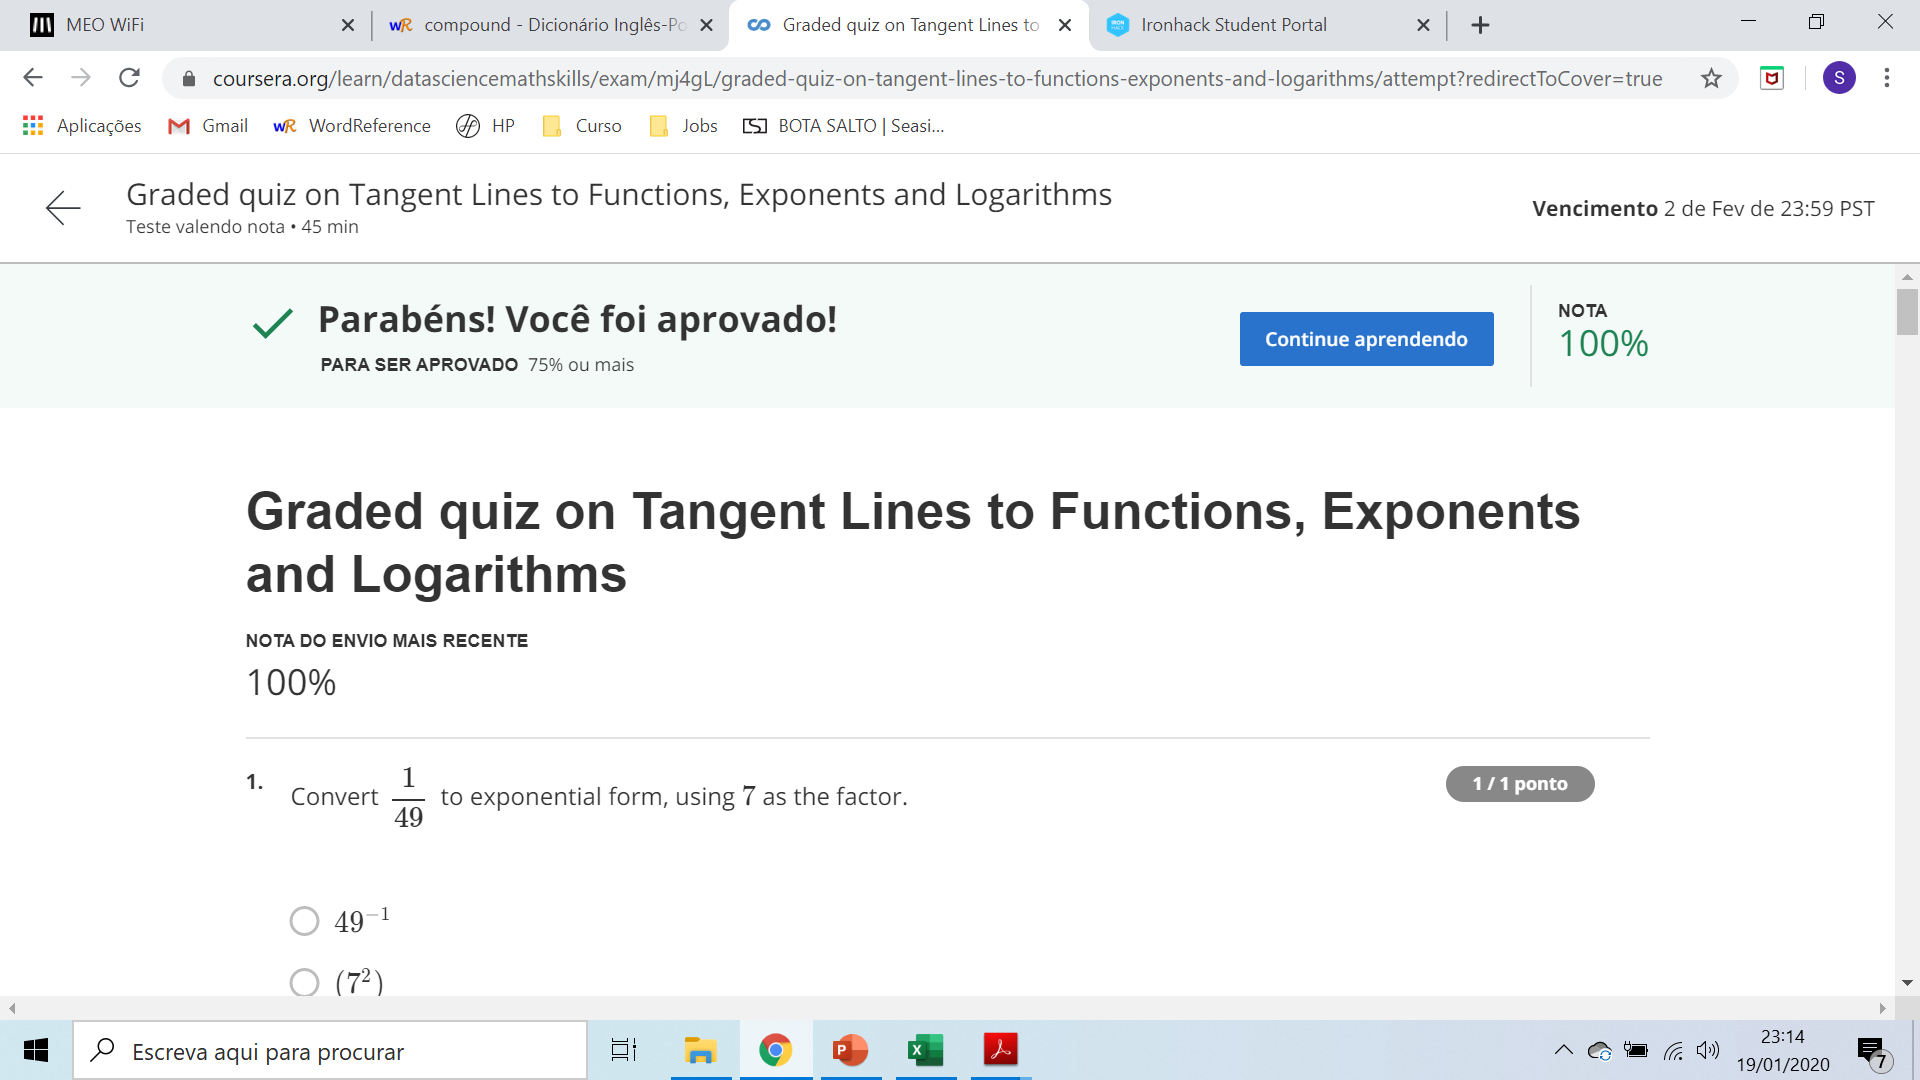 MEO WiFi
compound - Dicionário Inglês-Po
Graded quiz on Tangent Lines to
Ironhack Student Portal
coursera.org/learn/datasciencemathskills/exam/mj4gL/graded-quiz-on-tangent-lines-to-functions-exponents-and-logarithms/attempt?redirectToCover=true
S
Aplicações
Gmail
WordReference
HP
Curso
Jobs
BOTA SALTO | Seasi...
Graded quiz on Tangent Lines to Functions, Exponents and Logarithms
Teste valendo nota • 45 min
Vencimento 2 de Fev de 23:59 PST
Parabéns! Você foi aprovado!
PARA SER APROVADO 75% ou mais
Continue aprendendo
NOTA
100%
Graded quiz on Tangent Lines to Functions, Exponents
and Logarithms
NOTA DO ENVIO MAIS RECENTE
100%
1. Convert 1/49 to exponential form, using 7 as the factor.
1 / 1 ponto
49⁻¹
(7²)
Escreva aqui para procurar
23:14
19/01/2020
7